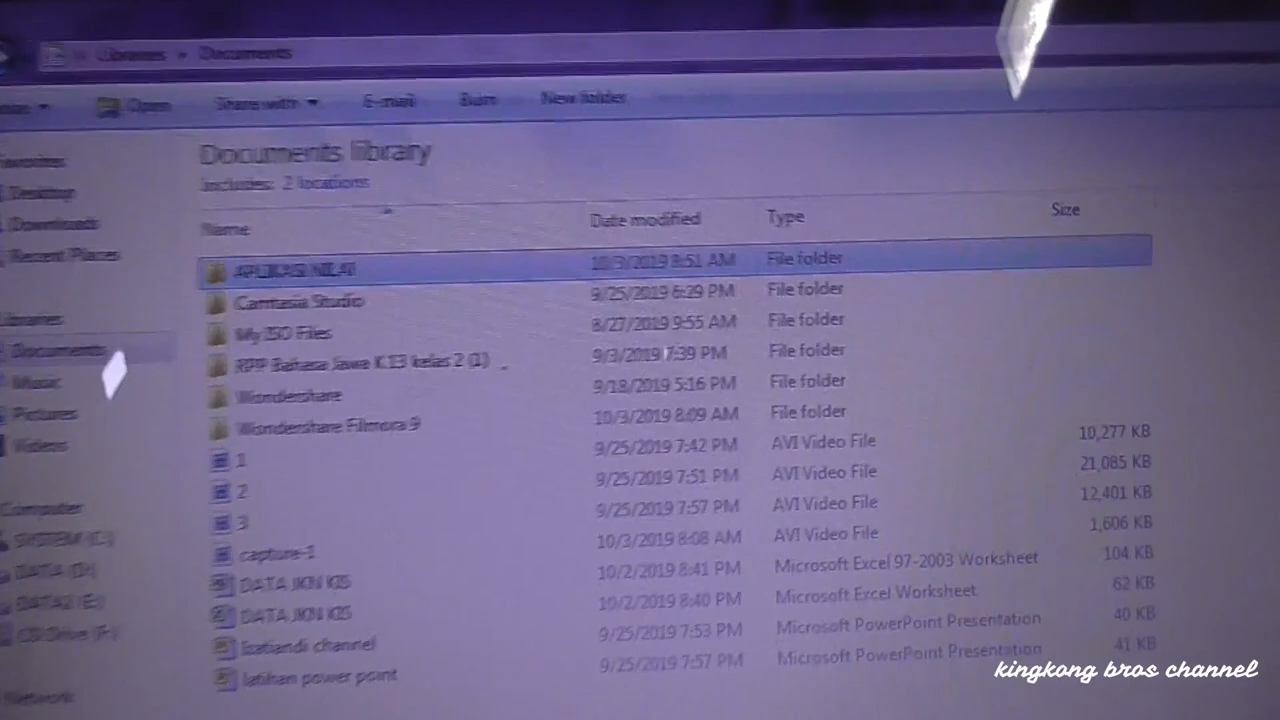 Libraries Documents
Open Share with E-mail Burn New folder
Documents library
Includes: 2 locations
Name Date modified Type Size
APLIKASI NILAI 10/3/2019 8:51 AM File folder
Camtasia Studio 9/25/2019 6:29 PM File folder
My ISO Files 8/27/2019 9:55 AM File folder
RPP Bahasa Jawa K.13 kelas 2 (1) 9/3/2019 7:39 PM File folder
Wondershare 9/18/2019 5:16 PM File folder
Wondershare Filmora 9 10/3/2019 8:09 AM File folder
1 9/25/2019 7:42 PM AVI Video File 10,277 KB
2 9/25/2019 7:51 PM AVI Video File 21,085 KB
3 9/25/2019 7:57 PM AVI Video File 12,401 KB
capture-1 10/3/2019 8:08 AM AVI Video File 1,606 KB
DATA JKN KIS 10/2/2019 8:41 PM Microsoft Excel 97-2003 Worksheet 104 KB
DATA JKN KIS 10/2/2019 8:40 PM Microsoft Excel Worksheet 62 KB
channel 9/25/2019 7:53 PM Microsoft PowerPoint Presentation 40 KB
latihan power point 9/25/2019 7:57 PM Microsoft PowerPoint Presentation 41 KB
Favorites
Desktop
Downloads
Recent Places
Libraries
Documents
Music
Pictures
Videos
Computer
SYSTEM (C:)
DATA (D:)
DATA2 (E:)
CD Drive (F:)
Network
kingkong bros channel